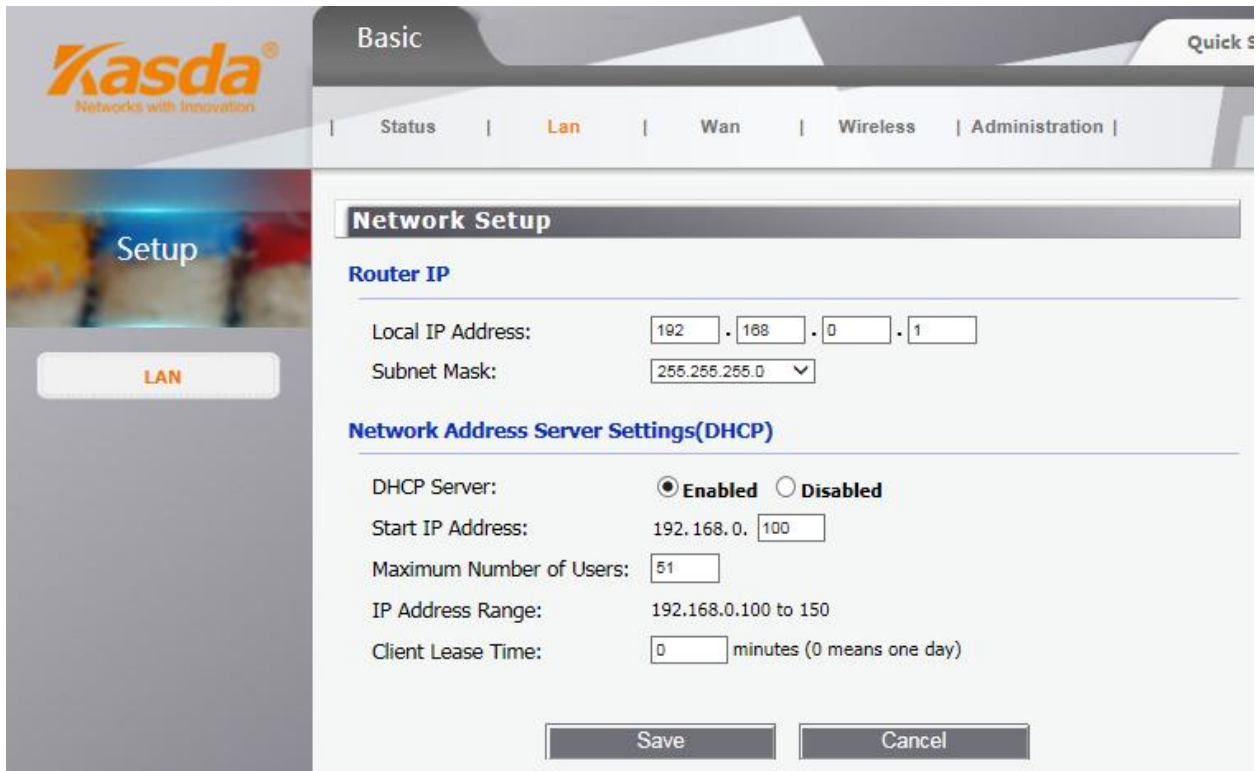 Kasda®
Networks with Innovation
Basic
Quick S
| Status | Lan | Wan | Wireless | Administration |
Setup
LAN
Network Setup
Router IP
Local IP Address: 192 . 168 . 0 . 1
Subnet Mask: 255.255.255.0
Network Address Server Settings(DHCP)
DHCP Server: Enabled Disabled
Start IP Address: 192.168.0. 100
Maximum Number of Users: 51
IP Address Range: 192.168.0.100 to 150
Client Lease Time: 0 minutes (0 means one day)
Save Cancel